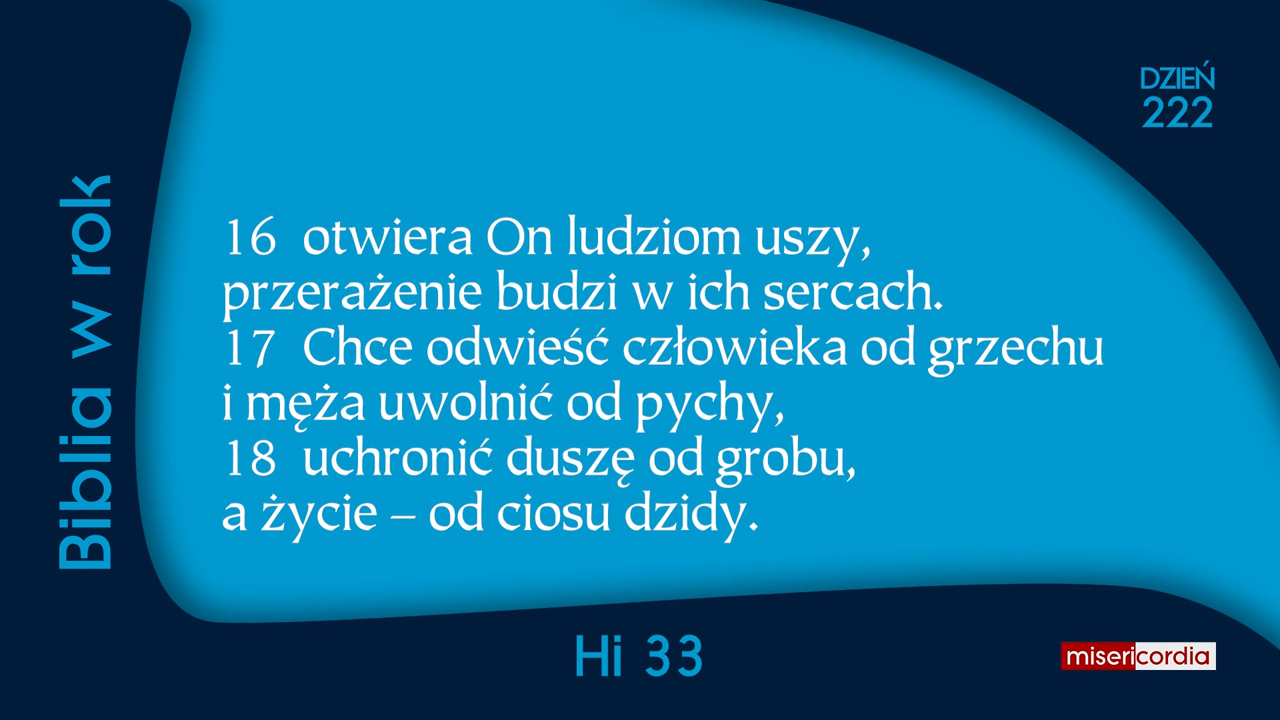 DZIEŃ
222
Biblia w rok
16 otwiera On ludziom uszy,
przerażenie budzi w ich sercach.
17 Chce odwieść człowieka od grzechu
i męża uwolnić od pychy,
18 uchronić duszę od grobu,
a życie – od ciosu dzidy.
Hi 33
misericordia